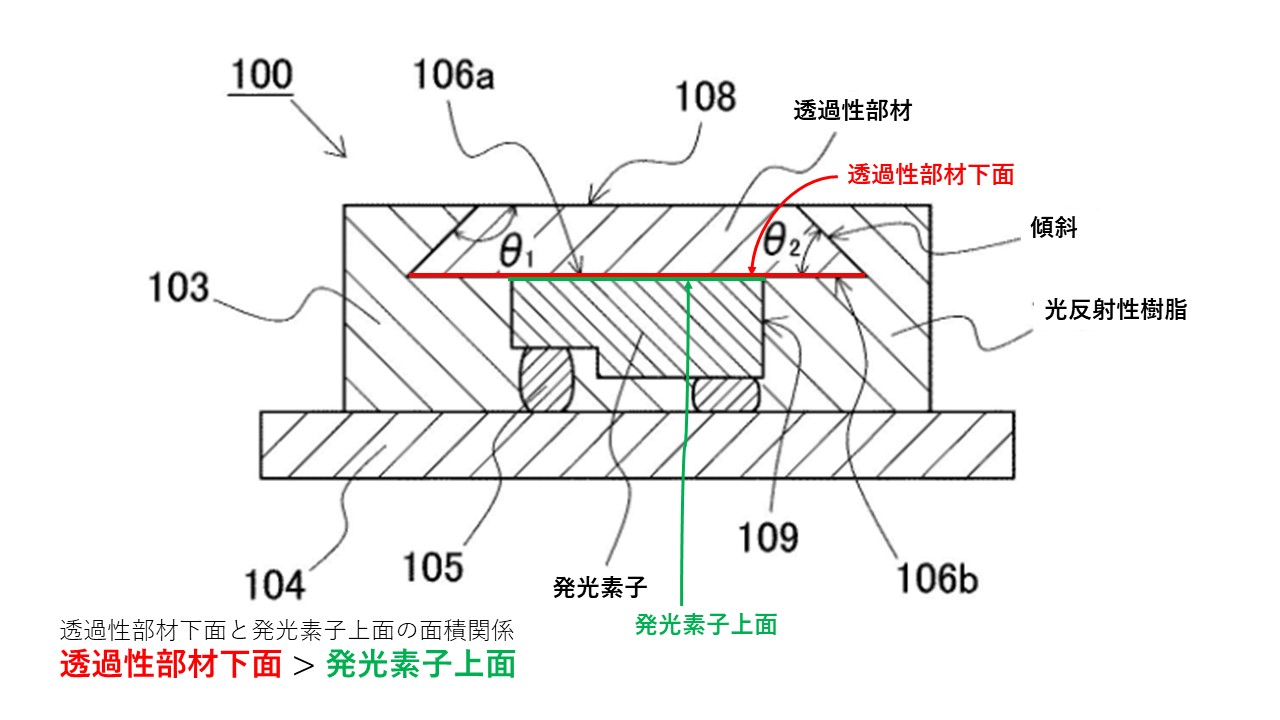 100
106a
108
透過性部材
透過性部材下面
傾斜
θ1
θ2
103
光反射性樹脂
109
105
104
発光素子
106b
発光素子上面
透過性部材下面と発光素子上面の面積関係
透過性部材下面 > 発光素子上面